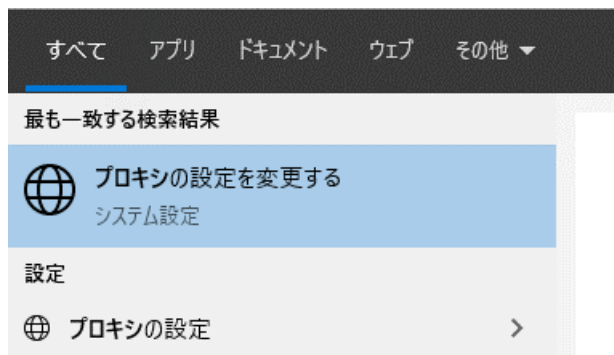 すべて アプリ ドキュメント ウェブ その他
最も一致する検索結果
プロキシの設定を変更する
システム設定
設定
プロキシの設定